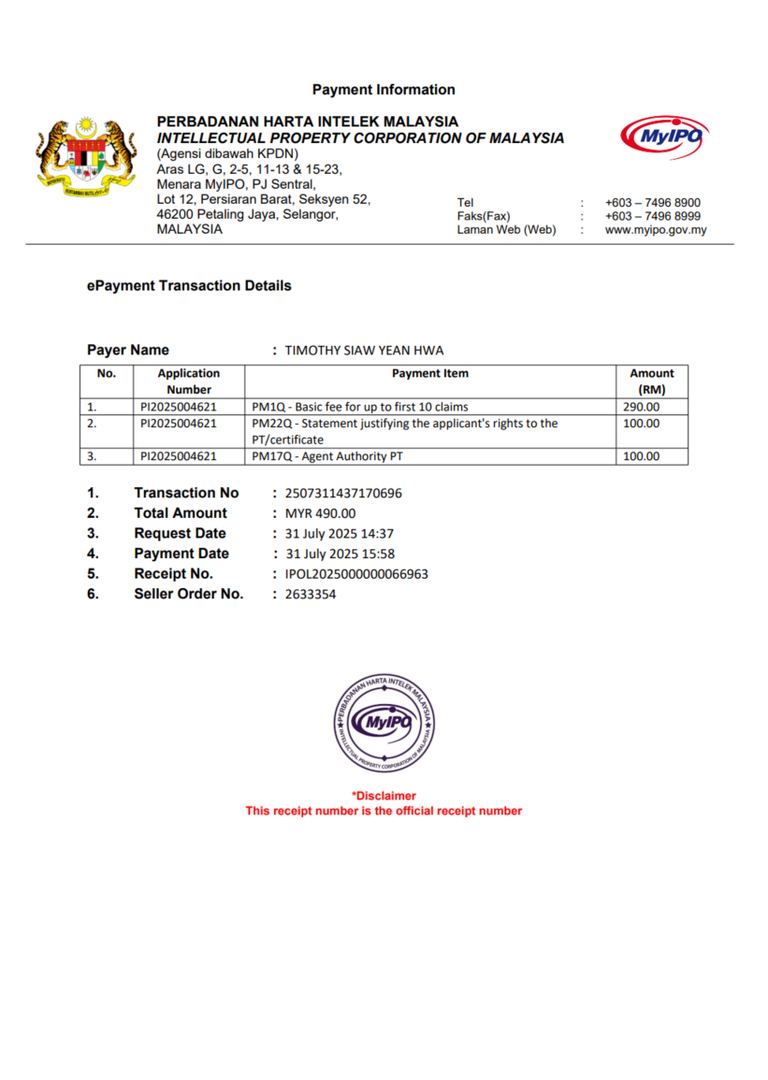 Payment Information
PERBADANAN HARTA INTELEK MALAYSIA
INTELLECTUAL PROPERTY CORPORATION OF MALAYSIA
(Agensi dibawah KPDN)
Aras LG, G, 2-5, 11-13 & 15-23,
Menara MyIPO, PJ Sentral,
Lot 12, Persiaran Barat, Seksyen 52,
46200 Petaling Jaya, Selangor,
MALAYSIA
MyIPO
Tel : +603 – 7496 8900
Faks(Fax) : +603 – 7496 8999
Laman Web (Web) : www.myipo.gov.my
ePayment Transaction Details
Payer Name : TIMOTHY SIAW YEAN HWA
No. Application Number Payment Item Amount (RM)
1. PI2025004621 PM1Q - Basic fee for up to first 10 claims 290.00
2. PI2025004621 PM22Q - Statement justifying the applicant's rights to the 100.00
PT/certificate
3. PI2025004621 PM17Q - Agent Authority PT 100.00
1. Transaction No : 2507311437170696
2. Total Amount : MYR 490.00
3. Request Date : 31 July 2025 14:37
4. Payment Date : 31 July 2025 15:58
5. Receipt No. : IPOL2025000000066963
6. Seller Order No. : 2633354
PERBADANAN HARTA INTELEK MALAYSIA
MyIPO
INTELLECTUAL PROPERTY CORPORATION OF MALAYSIA
*Disclaimer
This receipt number is the official receipt number